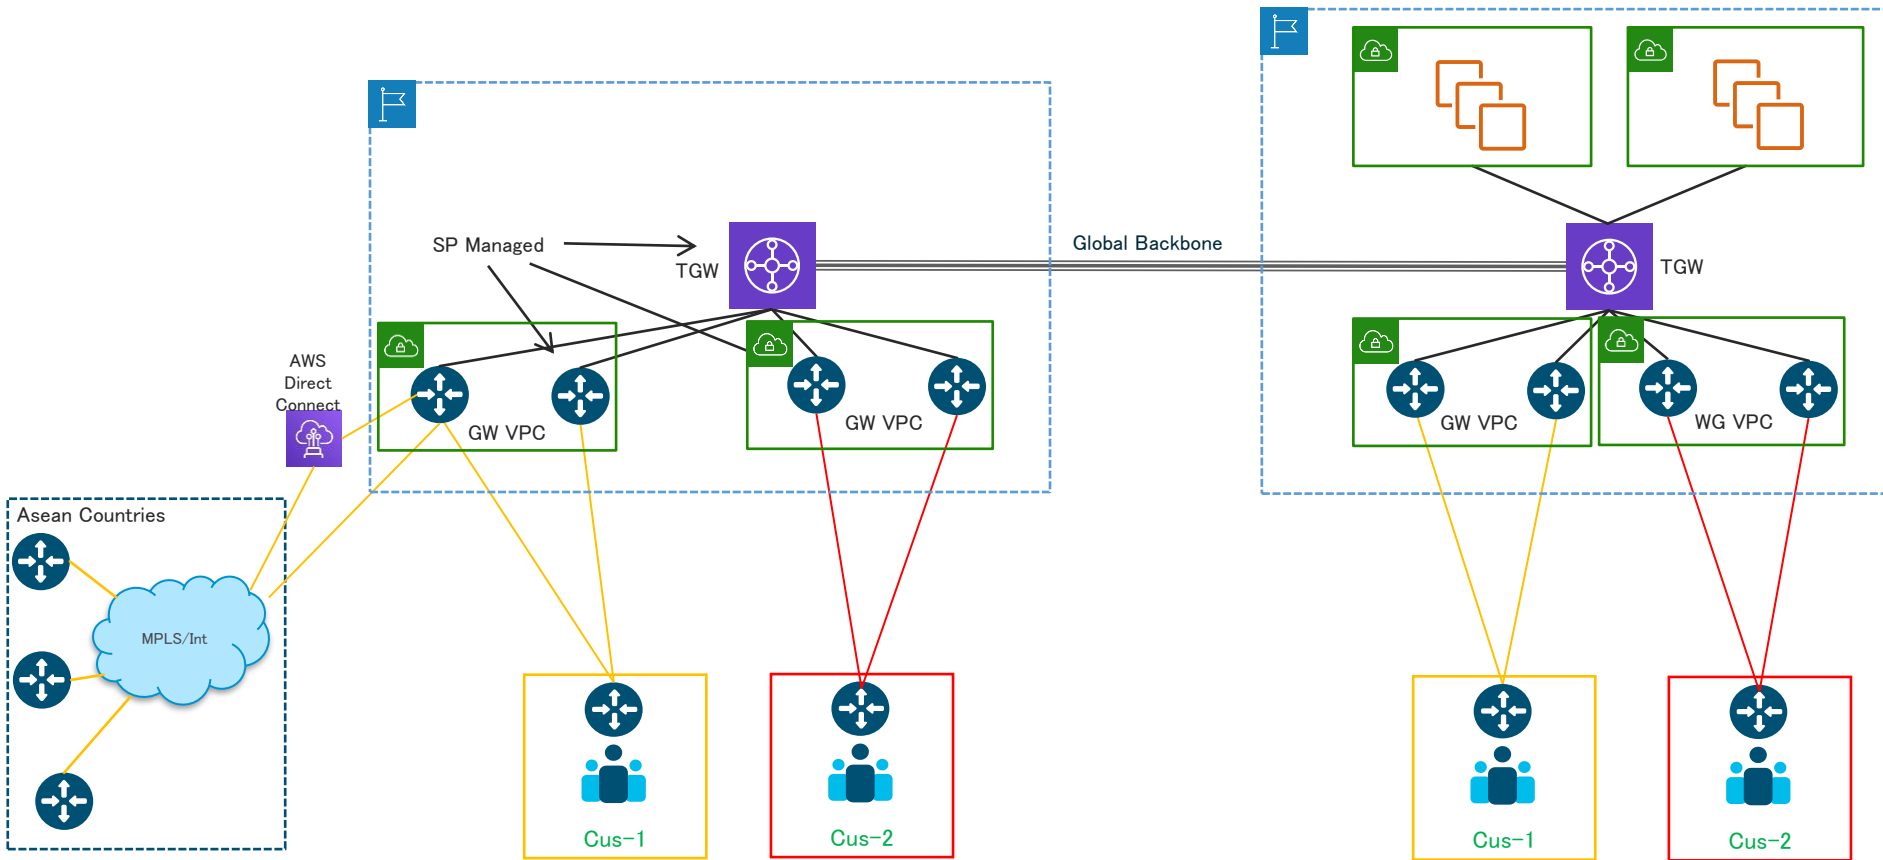 SP Managed
TGW
Global Backbone
TGW
AWS
Direct
Connect
GW VPC
GW VPC
GW VPC
WG VPC
Asean Countries
MPLS/Int
Cus-1
Cus-2
Cus-1
Cus-2